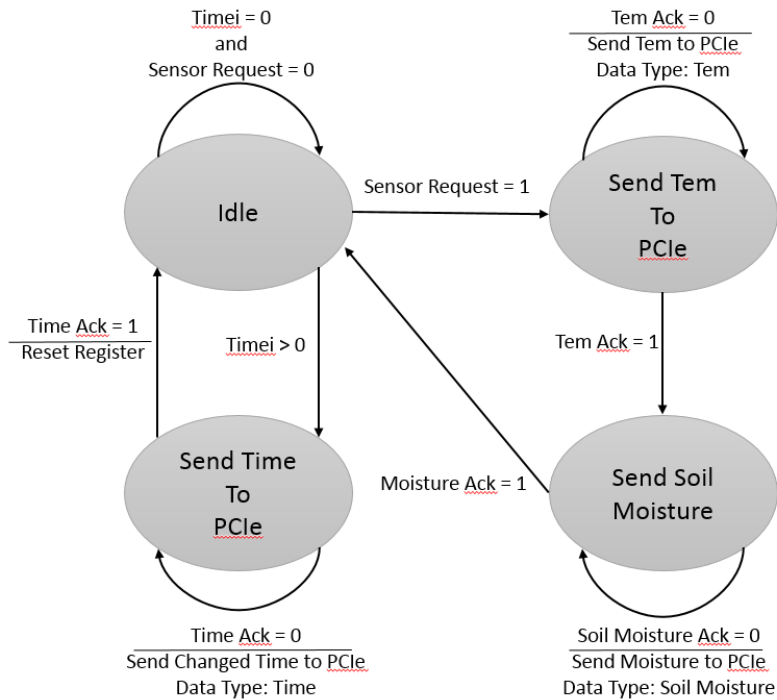 Timei = 0
and
Sensor Request = 0
Tem Ack = 0
Send Tem to PCIe
Data Type: Tem
Idle
Sensor Request = 1
Send Tem
To
PCIe
Time Ack = 1
Reset Register
Timei > 0
Tem Ack = 1
Send Time
To
PCIe
Moisture Ack = 1
Send Soil
Moisture
Time Ack = 0
Send Changed Time to PCIe
Data Type: Time
Soil Moisture Ack = 0
Send Moisture to PCIe
Data Type: Soil Moisture